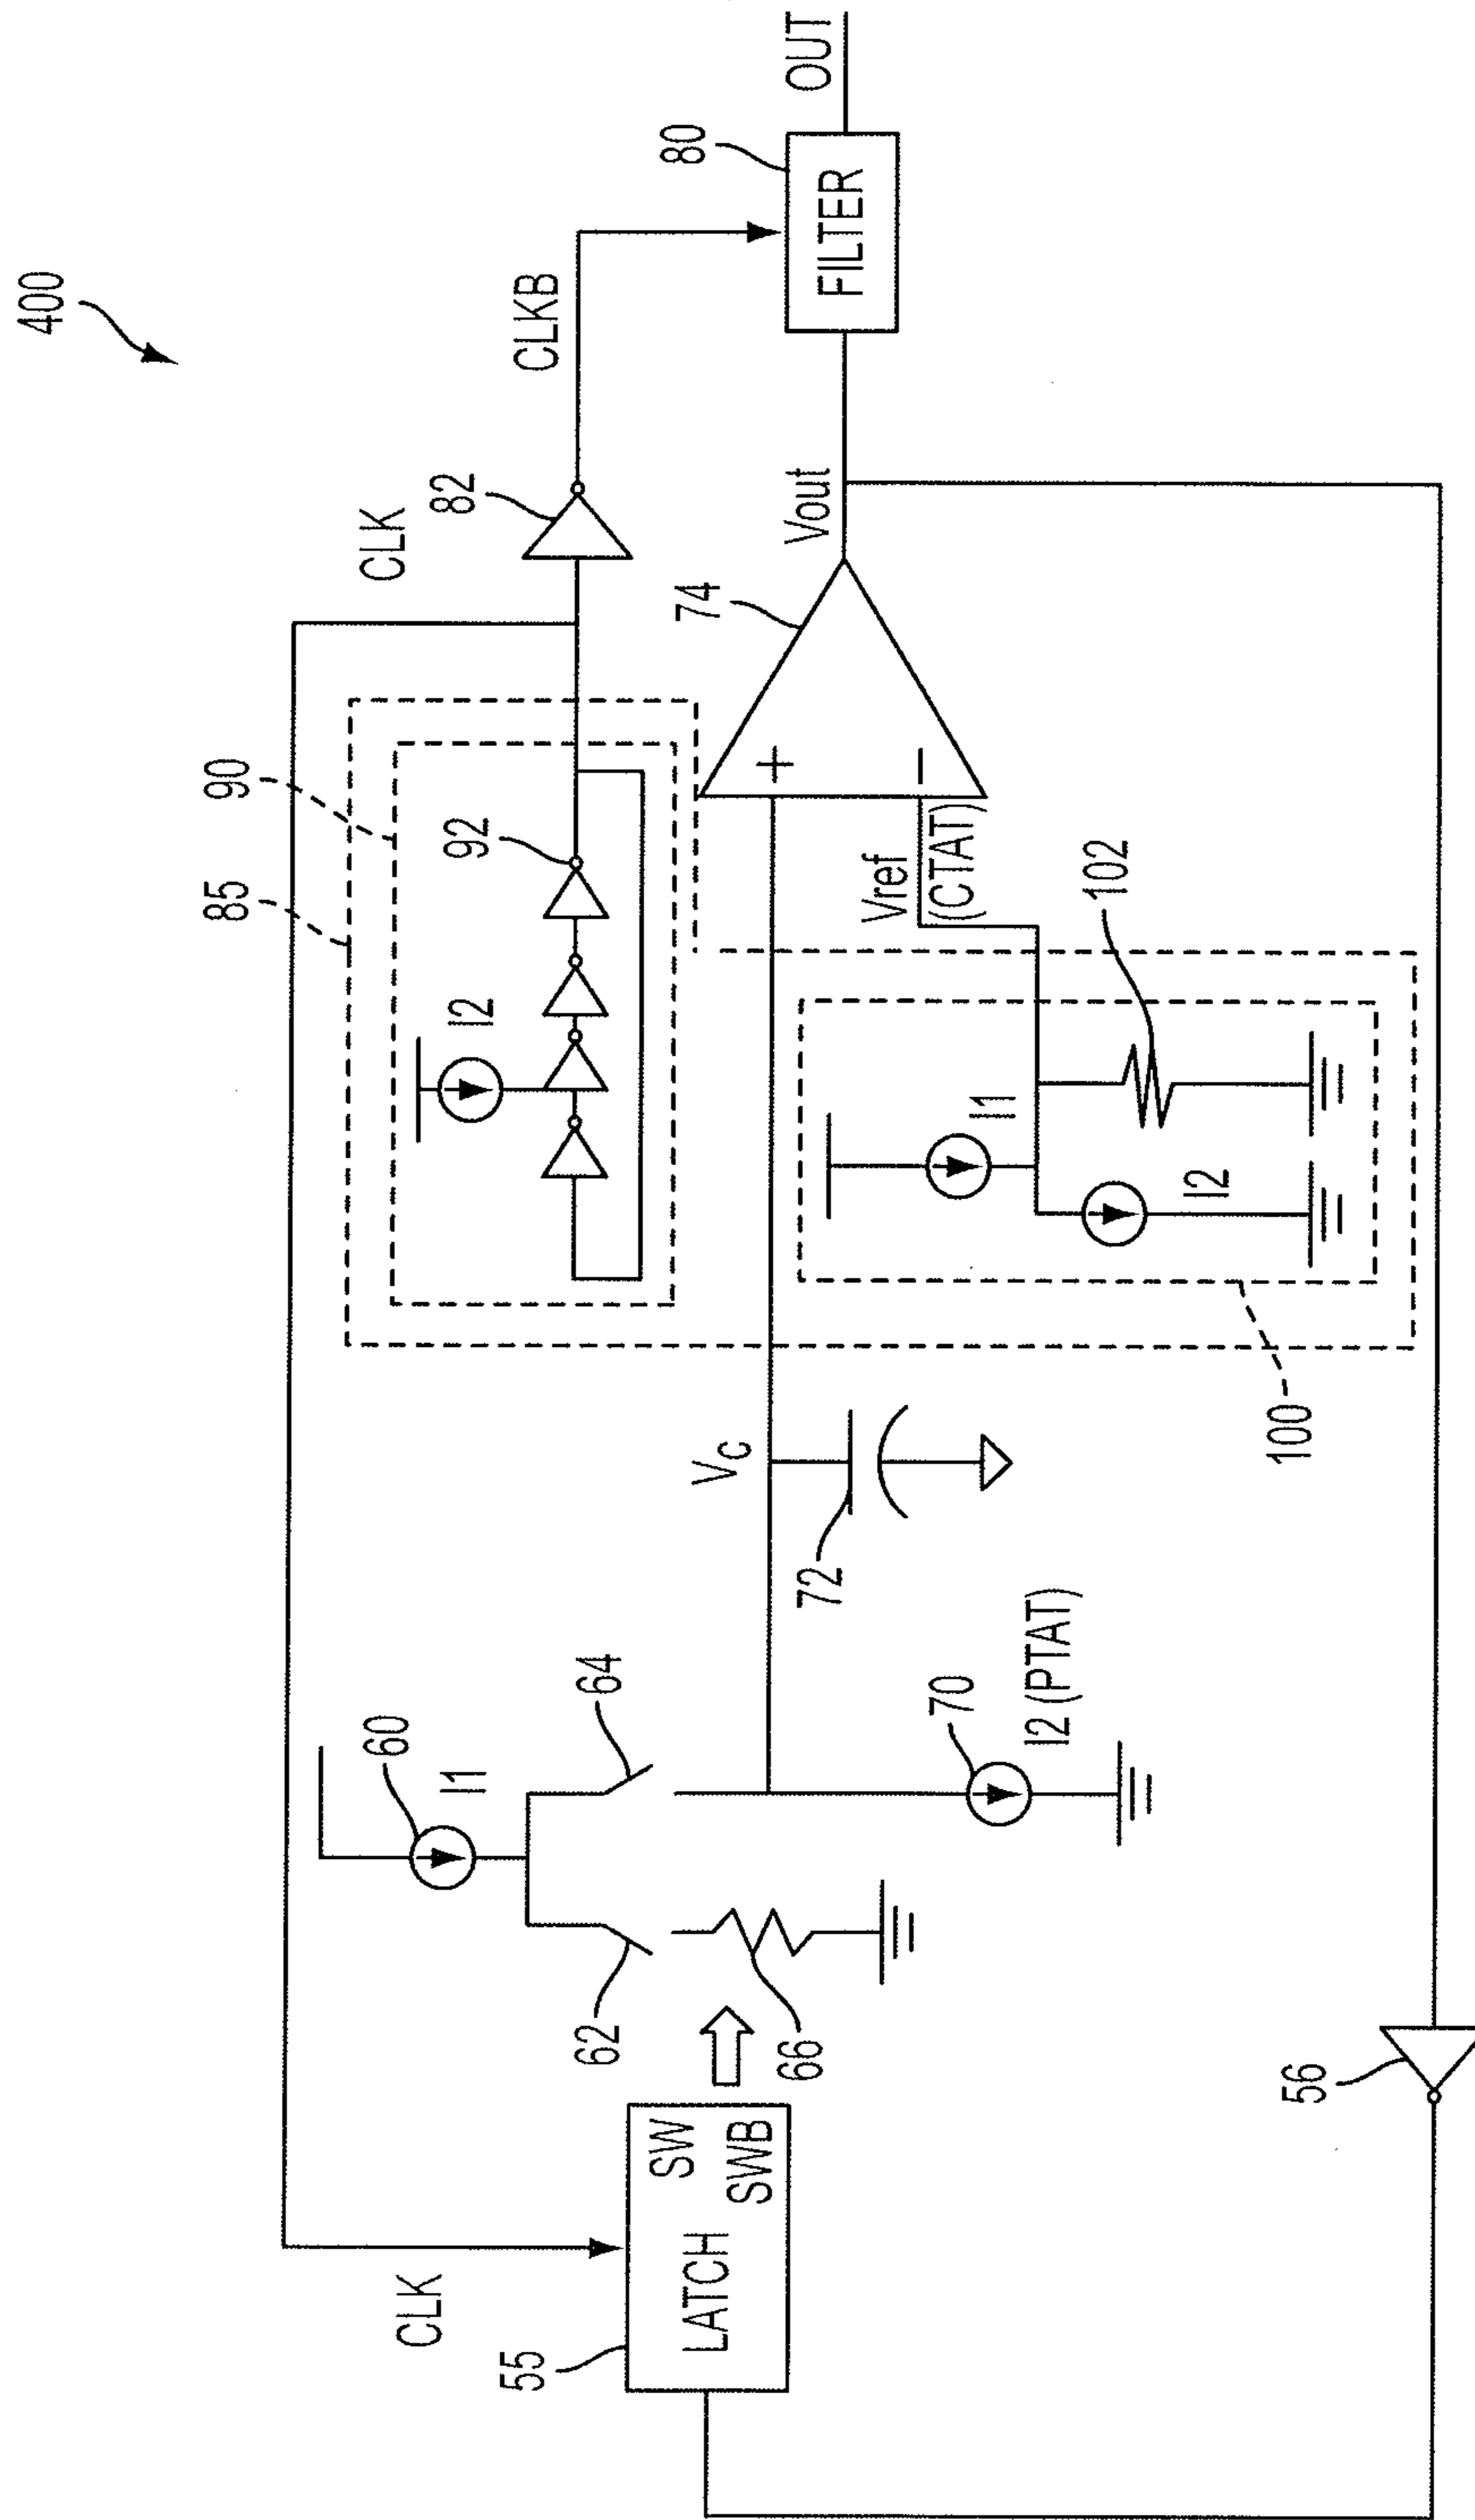 400
CLK
CLKB
82
80
FILTER
OUT
Vout
74
+
−
Vref
(CTAT)
85
90
92
I2
I1
I2
102
100
Vc
72
60
I1
62
64
66
70
I2 (PTAT)
CLK
55
LATCH
SW
SWB
56